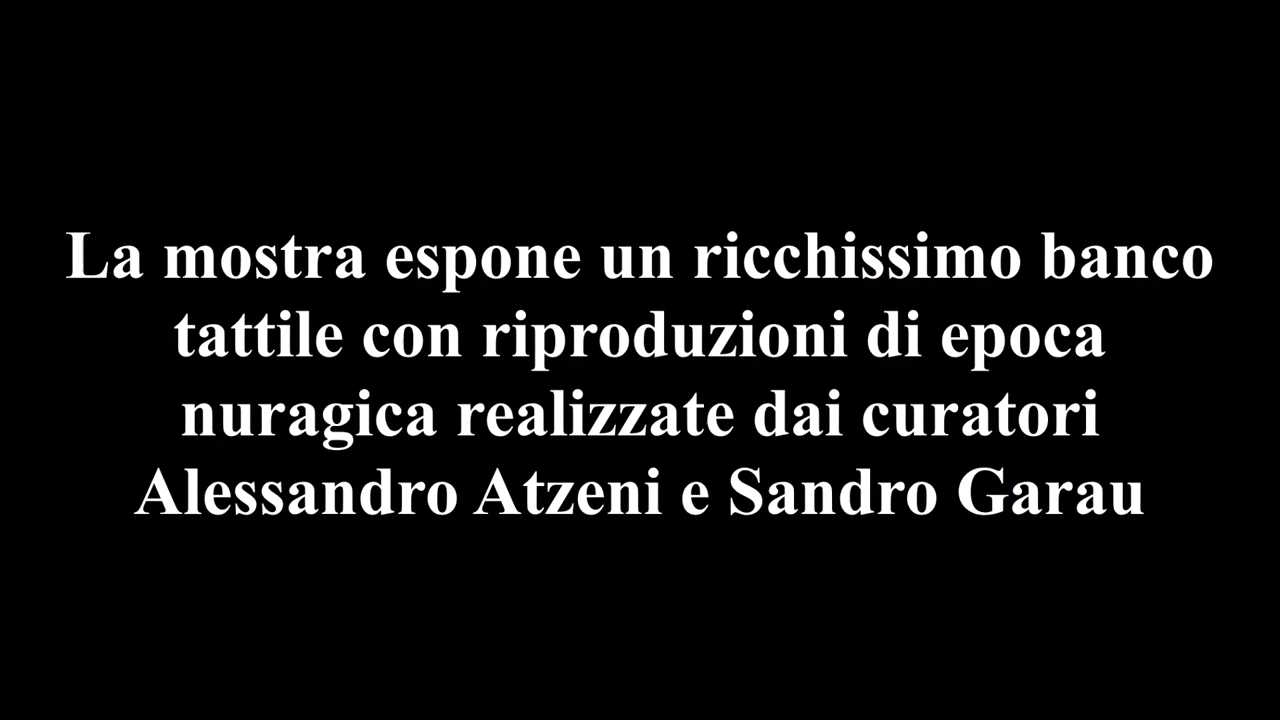 La mostra espone un ricchissimo banco
tattile con riproduzioni di epoca
nuragica realizzate dai curatori
Alessandro Atzeni e Sandro Garau